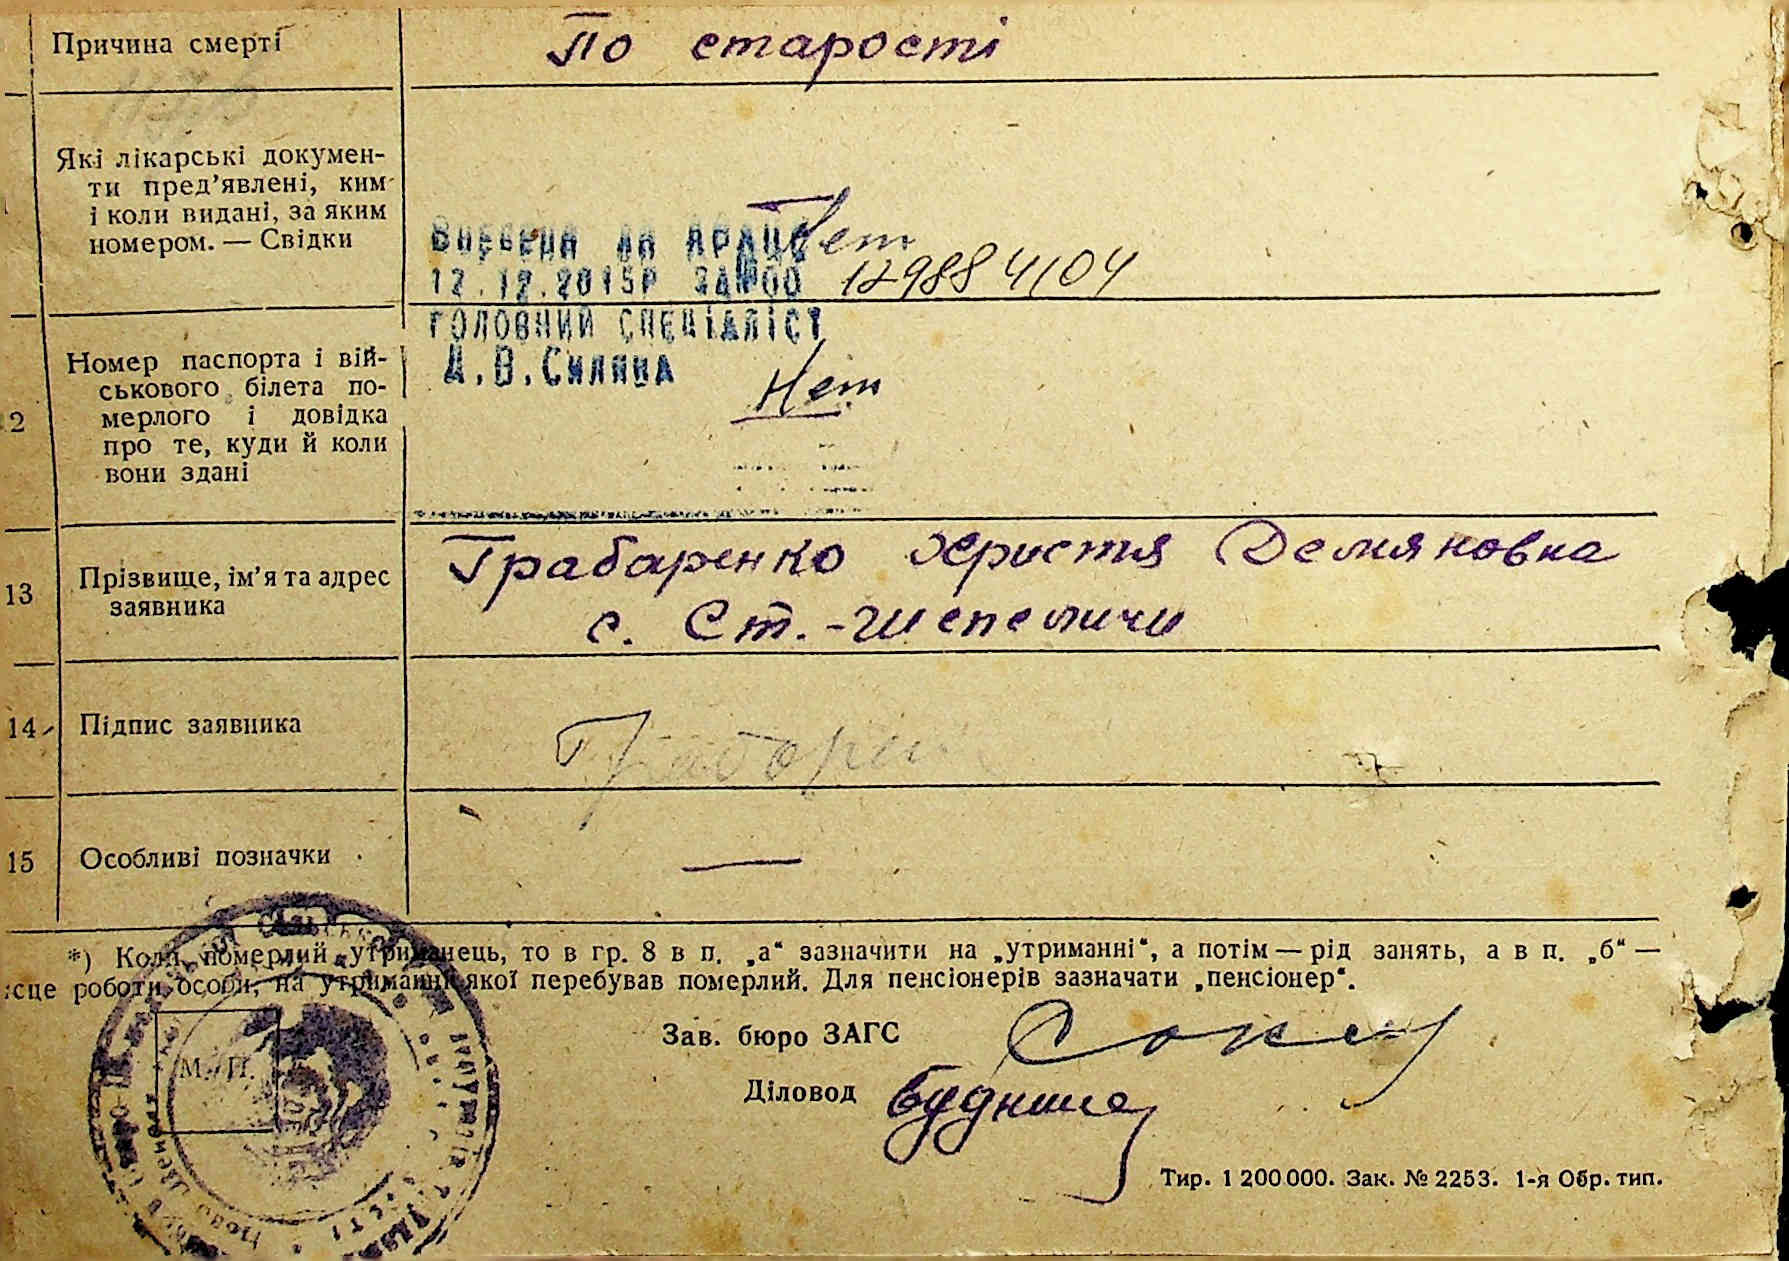 Причина смерті
По старості
Які лікарські докумен-
ти пред'явлені, ким
і коли видані, за яким
номером. — Свідки
Нет
12.12.2015р ЗА №00 12988 4104
ГОЛОВНИЙ СПЕЦІАЛІСТ
2
Номер паспорта і вій-
ськового білета по-
мерлого і довідка
про те, куди й коли
вони здані
Нет
13
Прізвище, ім'я та адрес
заявника
Грабаренко Христя Демяновна
с. Ст.-Шепеличи
14
Підпис заявника
15
Особливі позначки
—
*) Коли померлий утриманець, то в гр. 8 в п. „а“ зазначити на „утриманні“, а потім — рід занять, а в п. „б“ —
ісце роботи особи, на утриманні якої перебував померлий. Для пенсіонерів зазначати „пенсіонер“.
М. П.
Зав. бюро ЗАГС
Діловод
Тир. 1 200 000. Зак. № 2253. 1-я Обр. тип.